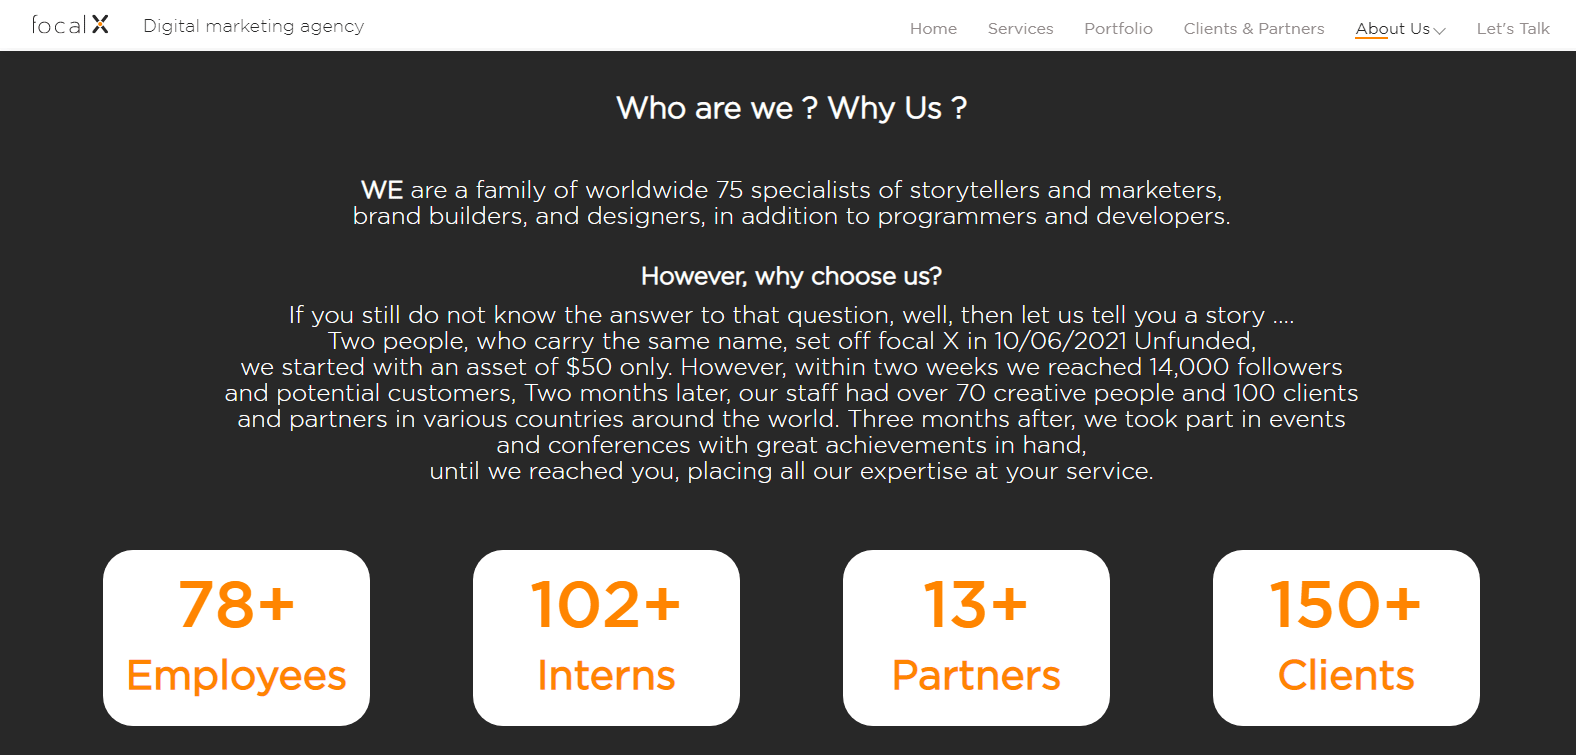 focal X Digital marketing agency Home Services Portfolio Clients & Partners About Us Let's Talk
Who are we ? Why Us ?
WE are a family of worldwide 75 specialists of storytellers and marketers,
brand builders, and designers, in addition to programmers and developers.
However, why choose us?
If you still do not know the answer to that question, well, then let us tell you a story ....
Two people, who carry the same name, set off focal X in 10/06/2021 Unfunded,
we started with an asset of $50 only. However, within two weeks we reached 14,000 followers
and potential customers, Two months later, our staff had over 70 creative people and 100 clients
and partners in various countries around the world. Three months after, we took part in events
and conferences with great achievements in hand,
until we reached you, placing all our expertise at your service.
78+ 102+ 13+ 150+
Employees Interns Partners Clients